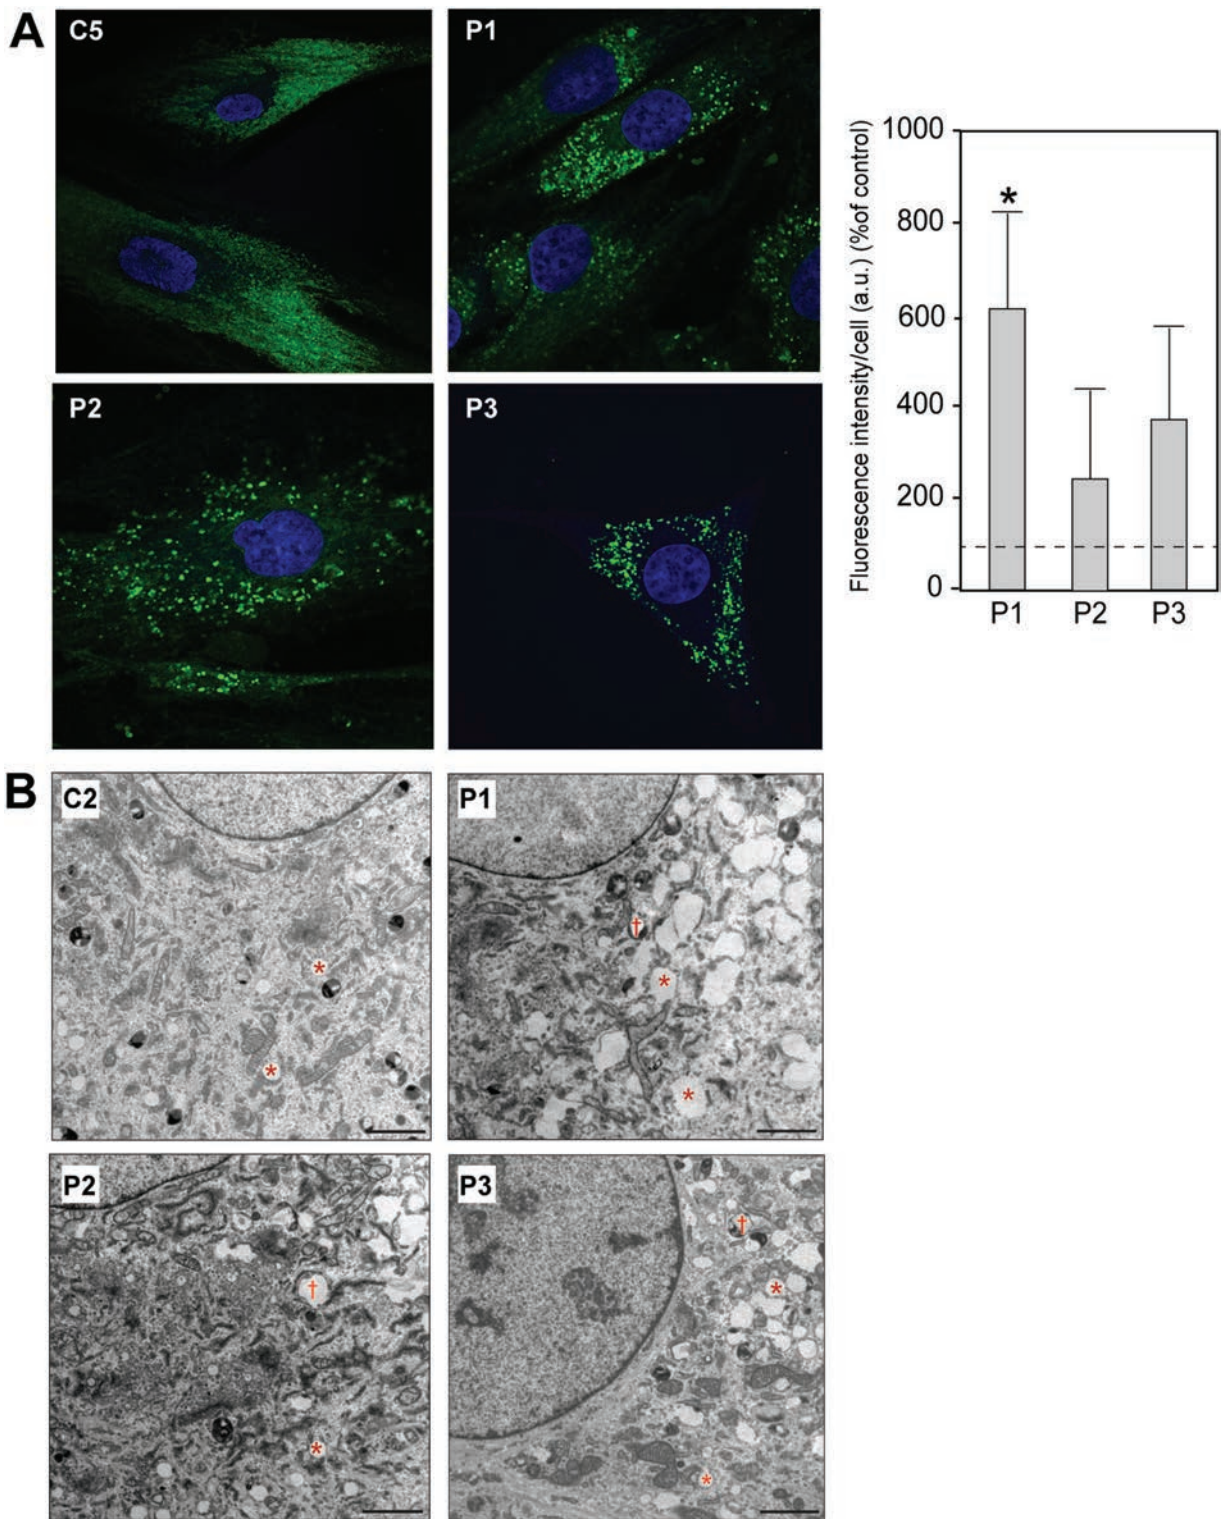 A
C5
P1
P2
P3
Fluorescence intensity/cell (a.u.) (%of control)
1000
800
600
400
200
0
*
P1
P2
P3
B
C2
*
*
P1
†
*
*
P2
†
*
P3
†
*
*